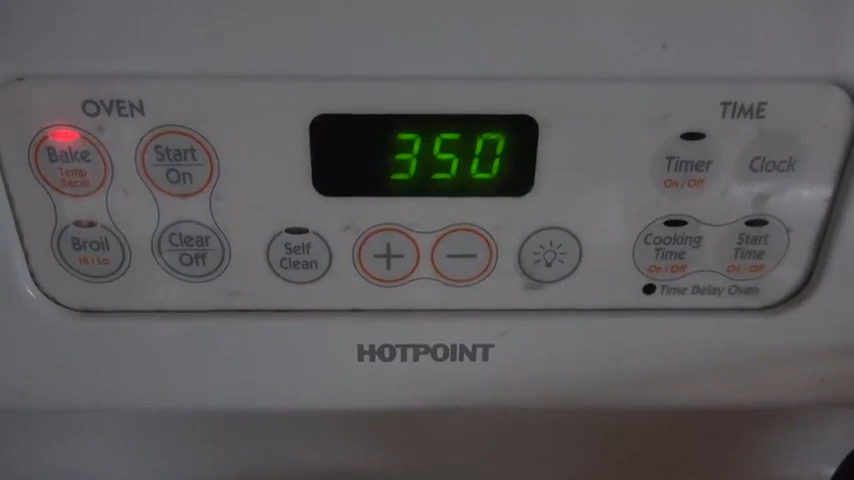 OVEN
TIME
350
Bake
Temp
Recall
Start
On
Timer
On / Off
Clock
Broil
Hi / Lo
Clear
Off
Self
Clean
+
−
Cooking
Time
On / Off
Start
Time
On / Off
Time Delay Oven
HOTPOINT